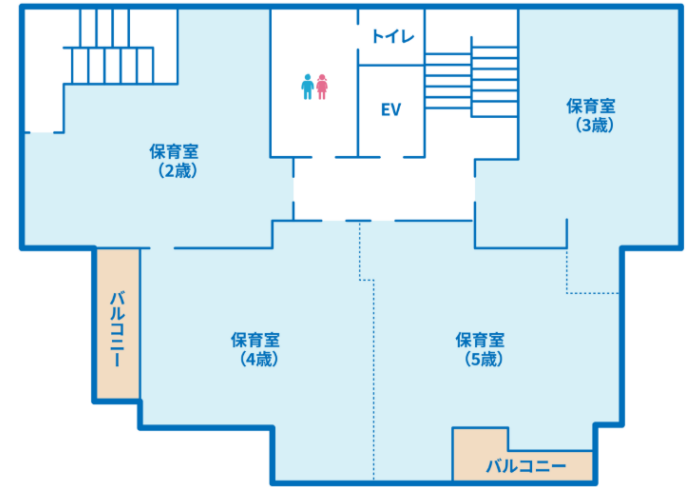 トイレ
EV
保育室
（3歳）
保育室
（2歳）
バルコニー
保育室
（4歳）
保育室
（5歳）
バルコニー